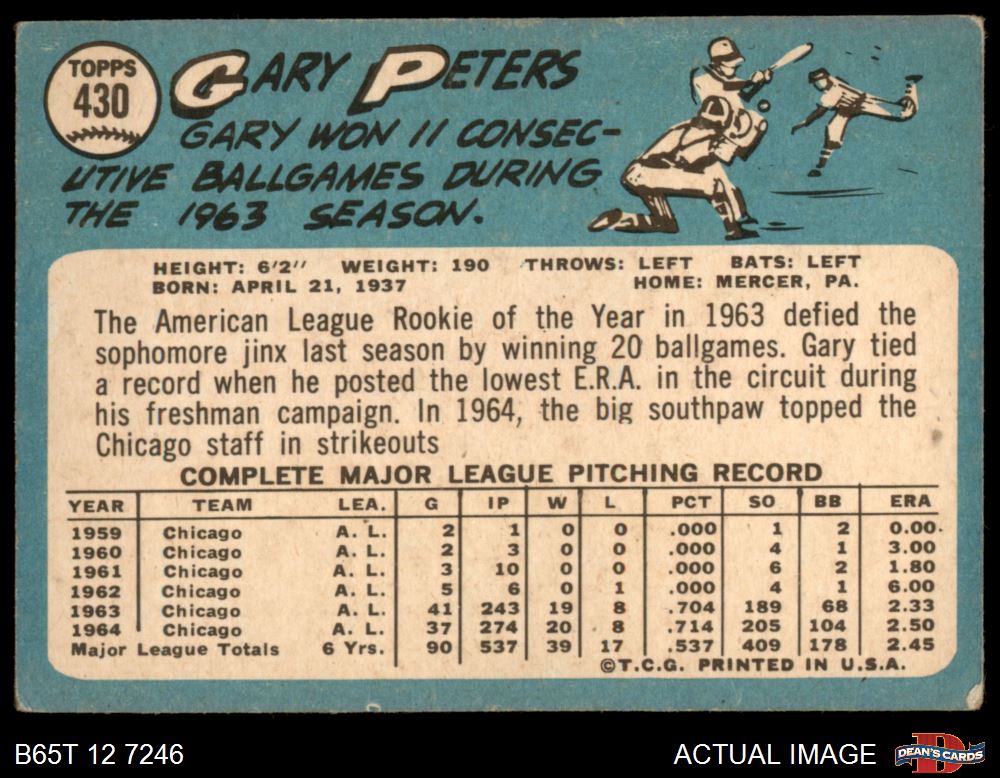 TOPPS
430
GARY PETERS
GARY WON 11 CONSEC-
UTIVE BALLGAMES DURING
THE 1963 SEASON.
HEIGHT: 6'2" WEIGHT: 190 THROWS: LEFT BATS: LEFT
BORN: APRIL 21, 1937 HOME: MERCER, PA.
The American League Rookie of the Year in 1963 defied the
sophomore jinx last season by winning 20 ballgames. Gary tied
a record when he posted the lowest E.R.A. in the circuit during
his freshman campaign. In 1964, the big southpaw topped the
Chicago staff in strikeouts
COMPLETE MAJOR LEAGUE PITCHING RECORD
YEAR TEAM LEA. G IP W L PCT SO BB ERA
1959 Chicago A. L. 2 1 0 0 .000 1 2 0.00
1960 Chicago A. L. 2 3 0 0 .000 4 1 3.00
1961 Chicago A. L. 3 10 0 0 .000 6 2 1.80
1962 Chicago A. L. 5 6 0 1 .000 4 1 6.00
1963 Chicago A. L. 41 243 19 8 .704 189 68 2.33
1964 Chicago A. L. 37 274 20 8 .714 205 104 2.50
Major League Totals 6 Yrs. 90 537 39 17 .537 409 178 2.45
©T.C.G. PRINTED IN U.S.A.
B65T 12 7246 ACTUAL IMAGE D DEAN'S CARDS